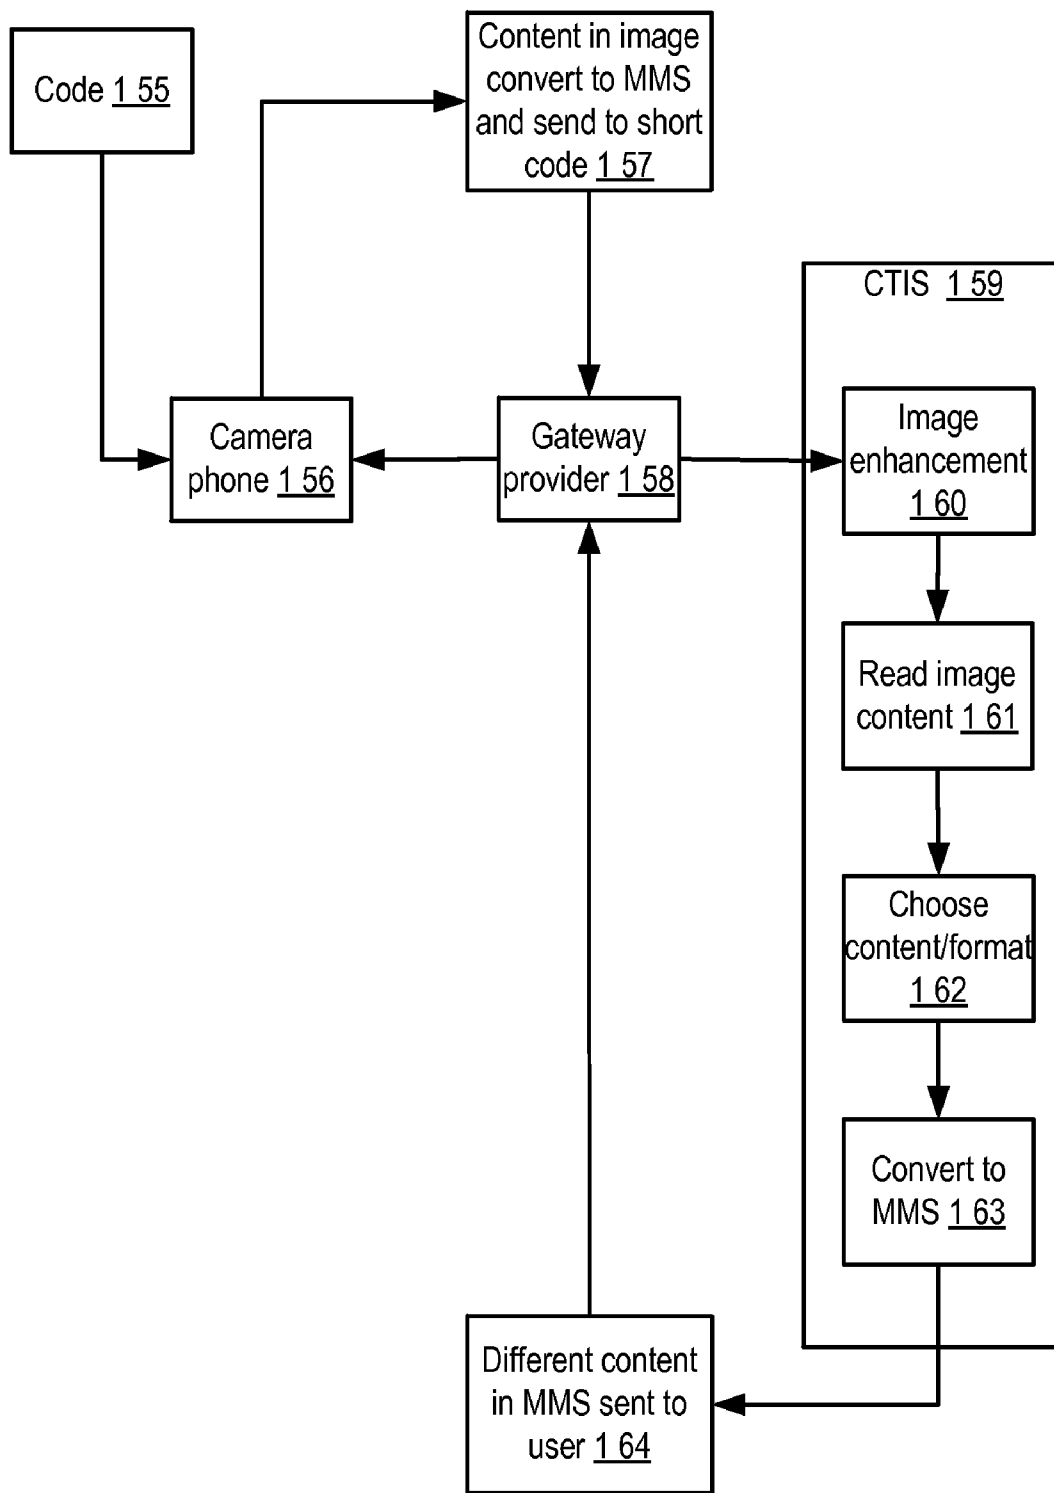 Code 1 55
Content in image
convert to MMS
and send to short
code 1 57
CTIS 1 59
Camera
phone 1 56
Gateway
provider 1 58
Image
enhancement
1 60
Read image
content 1 61
Choose
content/format
1 62
Convert to
MMS 1 63
Different content
in MMS sent to
user 1 64